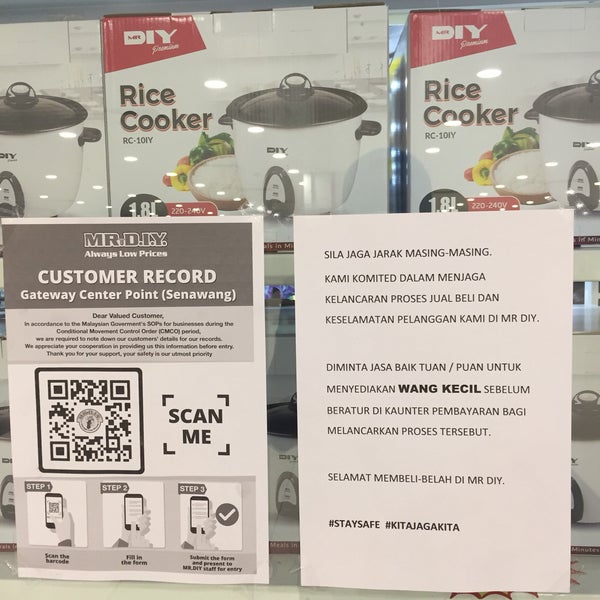 MR DIY Premium
Rice
Cooker
RC-10IY
DIY
1.8L 220-240V
MR DIY Premium
Rice
Cooker
RC-10IY
DIY
1.8L 220-240V
MR.D.I.Y.
Always Low Prices
CUSTOMER RECORD
Gateway Center Point (Senawang)
Dear Valued Customer,
In accordance to the Malaysian Goverment's SOPs for businesses during the
Conditional Movement Control Order (CMCO) period,
we are required to note down our customers' details for our records.
We appreciate your cooperation in providing us this information before entry.
Thank you for your support, your safety is our utmost priority
SCAN
ME
STEP 1
Scan the
barcode
STEP 2
Fill in
the form
STEP 3
Submit the form
and present to
MR.DIY staff for entry
SILA JAGA JARAK MASING-MASING.
KAMI KOMITED DALAM MENJAGA
KELANCARAN PROSES JUAL BELI DAN
KESELAMATAN PELANGGAN KAMI DI MR DIY.
DIMINTA JASA BAIK TUAN / PUAN UNTUK
MENYEDIAKAN WANG KECIL SEBELUM
BERATUR DI KAUNTER PEMBAYARAN BAGI
MELANCARKAN PROSES TERSEBUT.
SELAMAT MEMBELI-BELAH DI MR DIY.
#STAYSAFE #KITAJAGAKITA